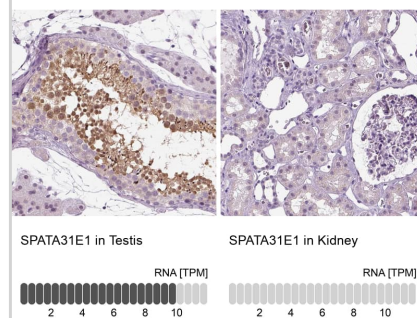 SPATA31E1 in Testis
SPATA31E1 in Kidney
RNA [TPM]
RNA [TPM]
2 4 6 8 10
2 4 6 8 10